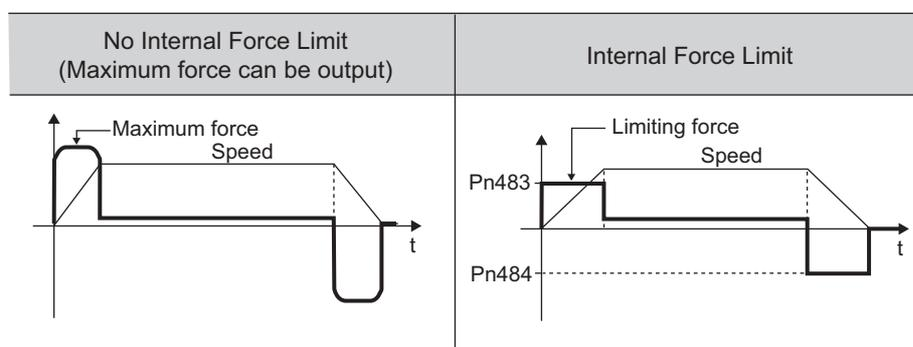 No Internal Force Limit
(Maximum force can be output)
Internal Force Limit
Maximum force
Speed
t
Limiting force
Speed
Pn483
t
Pn484